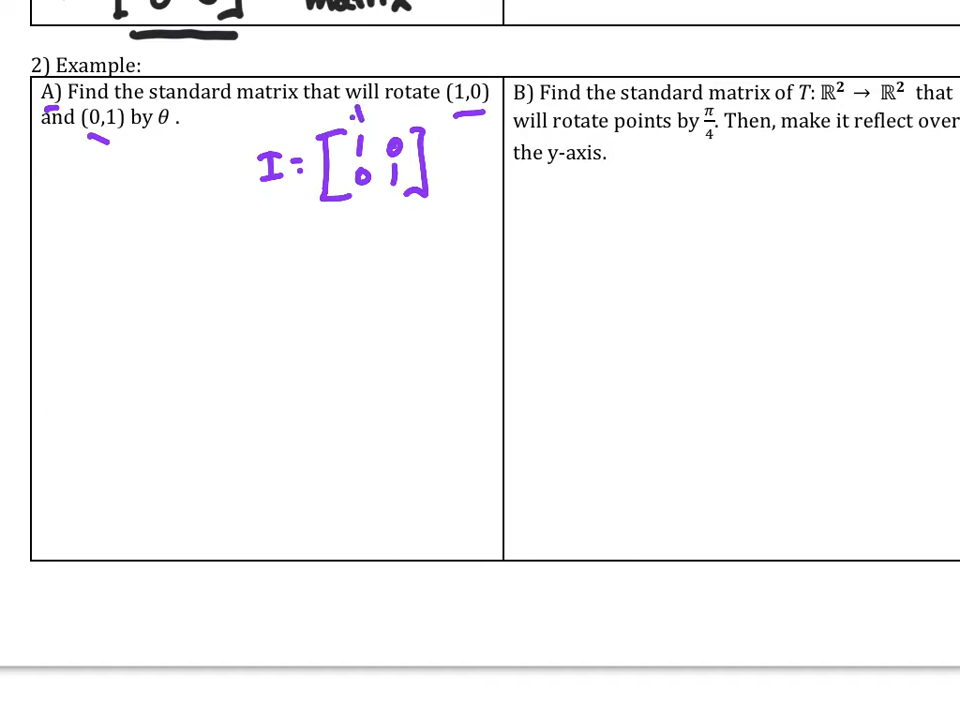 matrix
2) Example:
A) Find the standard matrix that will rotate (1,0)
and (0,1) by θ .
I = [ 1 0
0 1 ]
B) Find the standard matrix of T: ℝ² → ℝ² that
will rotate points by π/4. Then, make it reflect over
the y-axis.